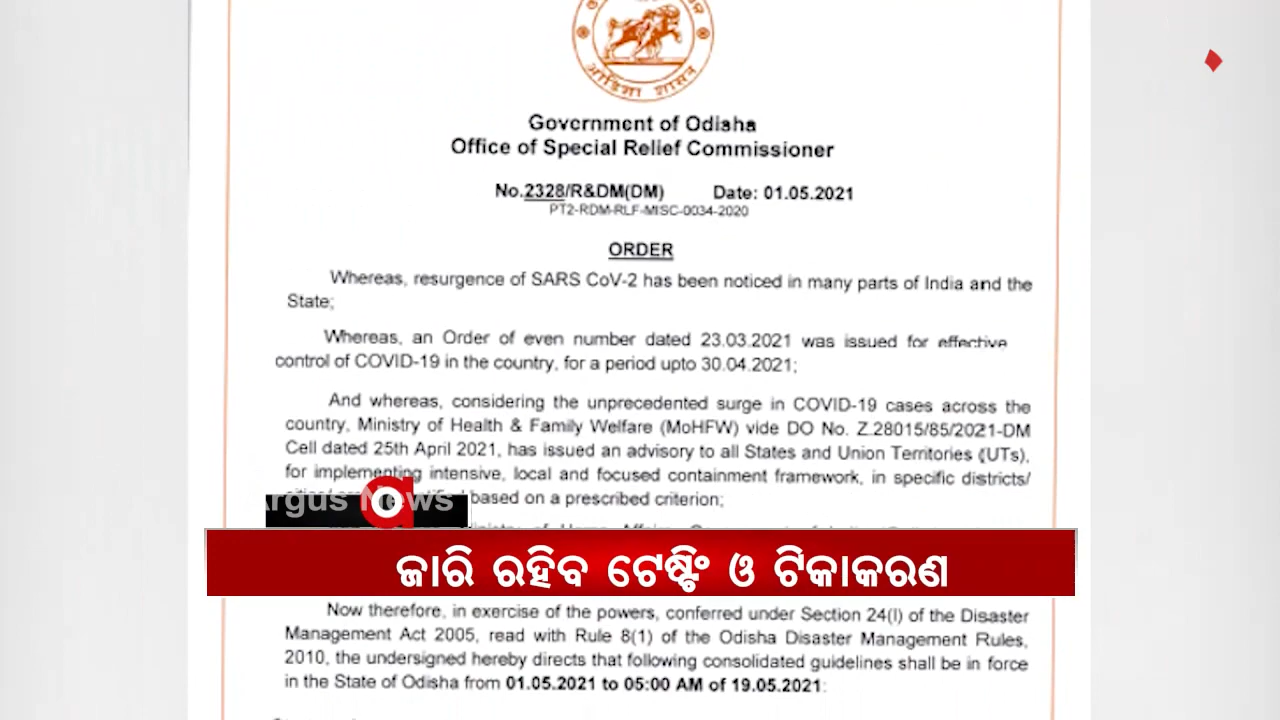 ଓଡ଼ିଶା ଶାସନ
Government of Odisha
Office of Special Relief Commissioner
No.2328/R&DM(DM) Date: 01.05.2021
PT2-RDM-RLF-MISC-0034-2020
ORDER
Whereas, resurgence of SARS CoV-2 has been noticed in many parts of India and the
State;
Whereas, an Order of even number dated 23.03.2021 was issued for effective
control of COVID-19 in the country, for a period upto 30.04.2021;
And whereas, considering the unprecedented surge in COVID-19 cases across the
country, Ministry of Health & Family Welfare (MoHFW) vide DO No. Z.28015/85/2021-DM
Cell dated 25th April 2021, has issued an advisory to all States and Union Territories (UTs),
for implementing intensive, local and focused containment framework, in specific districts/
based on a prescribed criterion;
Argus News
ଜାରି ରହିବ ଟେଷ୍ଟିଂ ଓ ଟିକାକରଣ
Now therefore, in exercise of the powers, conferred under Section 24(l) of the Disaster
Management Act 2005, read with Rule 8(1) of the Odisha Disaster Management Rules,
2010, the undersigned hereby directs that following consolidated guidelines shall be in force
in the State of Odisha from 01.05.2021 to 05:00 AM of 19.05.2021: